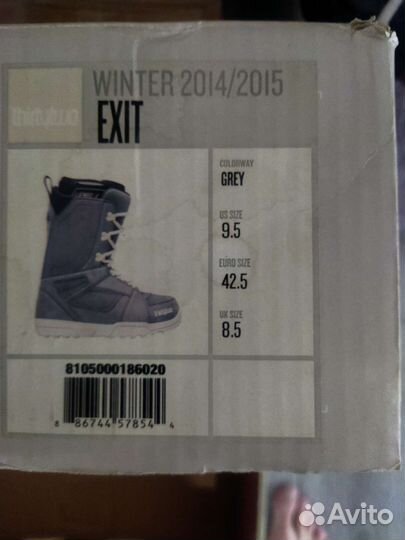 WINTER 2014/2015
thirtytwo
EXIT
COLORWAY
GREY
US SIZE
9.5
EURO SIZE
42.5
UK SIZE
8.5
8105000186020
8 86744 57854 4
Avito